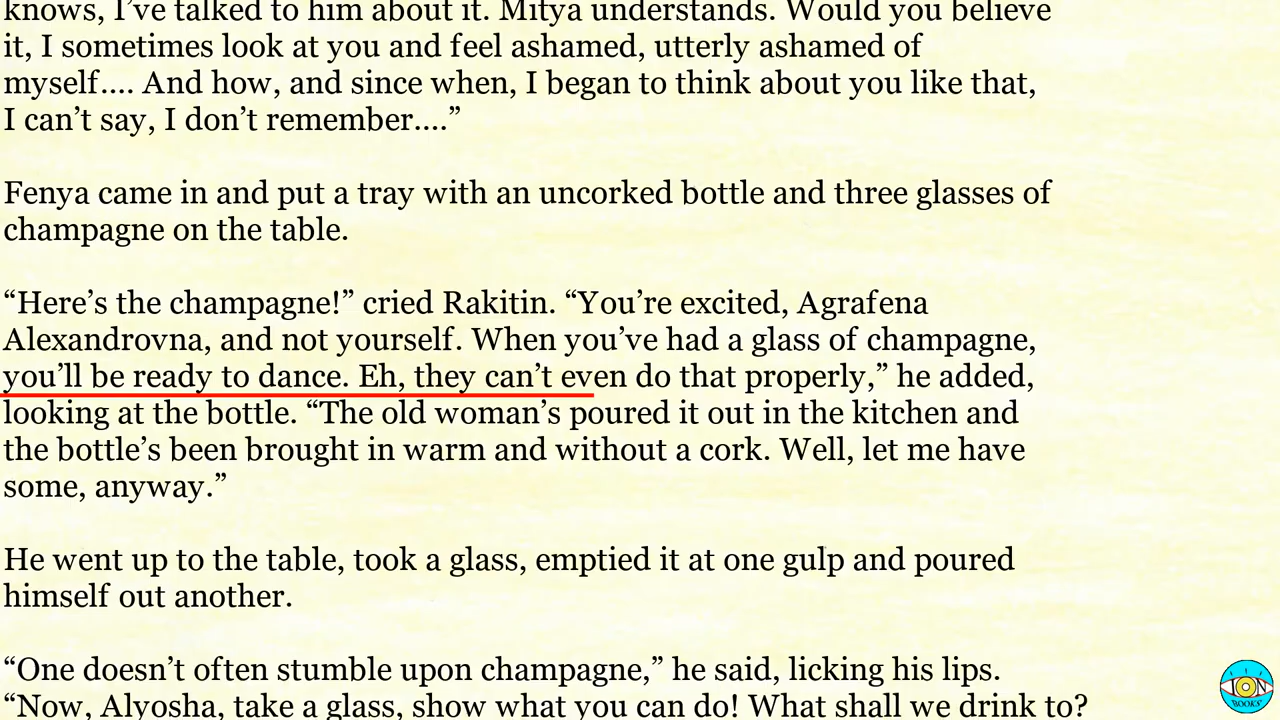 knows, I’ve talked to him about it. Mitya understands. Would you believe
it, I sometimes look at you and feel ashamed, utterly ashamed of
myself.... And how, and since when, I began to think about you like that,
I can’t say, I don’t remember....”
Fenya came in and put a tray with an uncorked bottle and three glasses of
champagne on the table.
“Here’s the champagne!” cried Rakitin. “You’re excited, Agrafena
Alexandrovna, and not yourself. When you’ve had a glass of champagne,
you’ll be ready to dance. Eh, they can’t even do that properly,” he added,
looking at the bottle. “The old woman’s poured it out in the kitchen and
the bottle’s been brought in warm and without a cork. Well, let me have
some, anyway.”
He went up to the table, took a glass, emptied it at one gulp and poured
himself out another.
“One doesn’t often stumble upon champagne,” he said, licking his lips.
“Now, Alyosha, take a glass, show what you can do! What shall we drink to?
ION
BOOKS